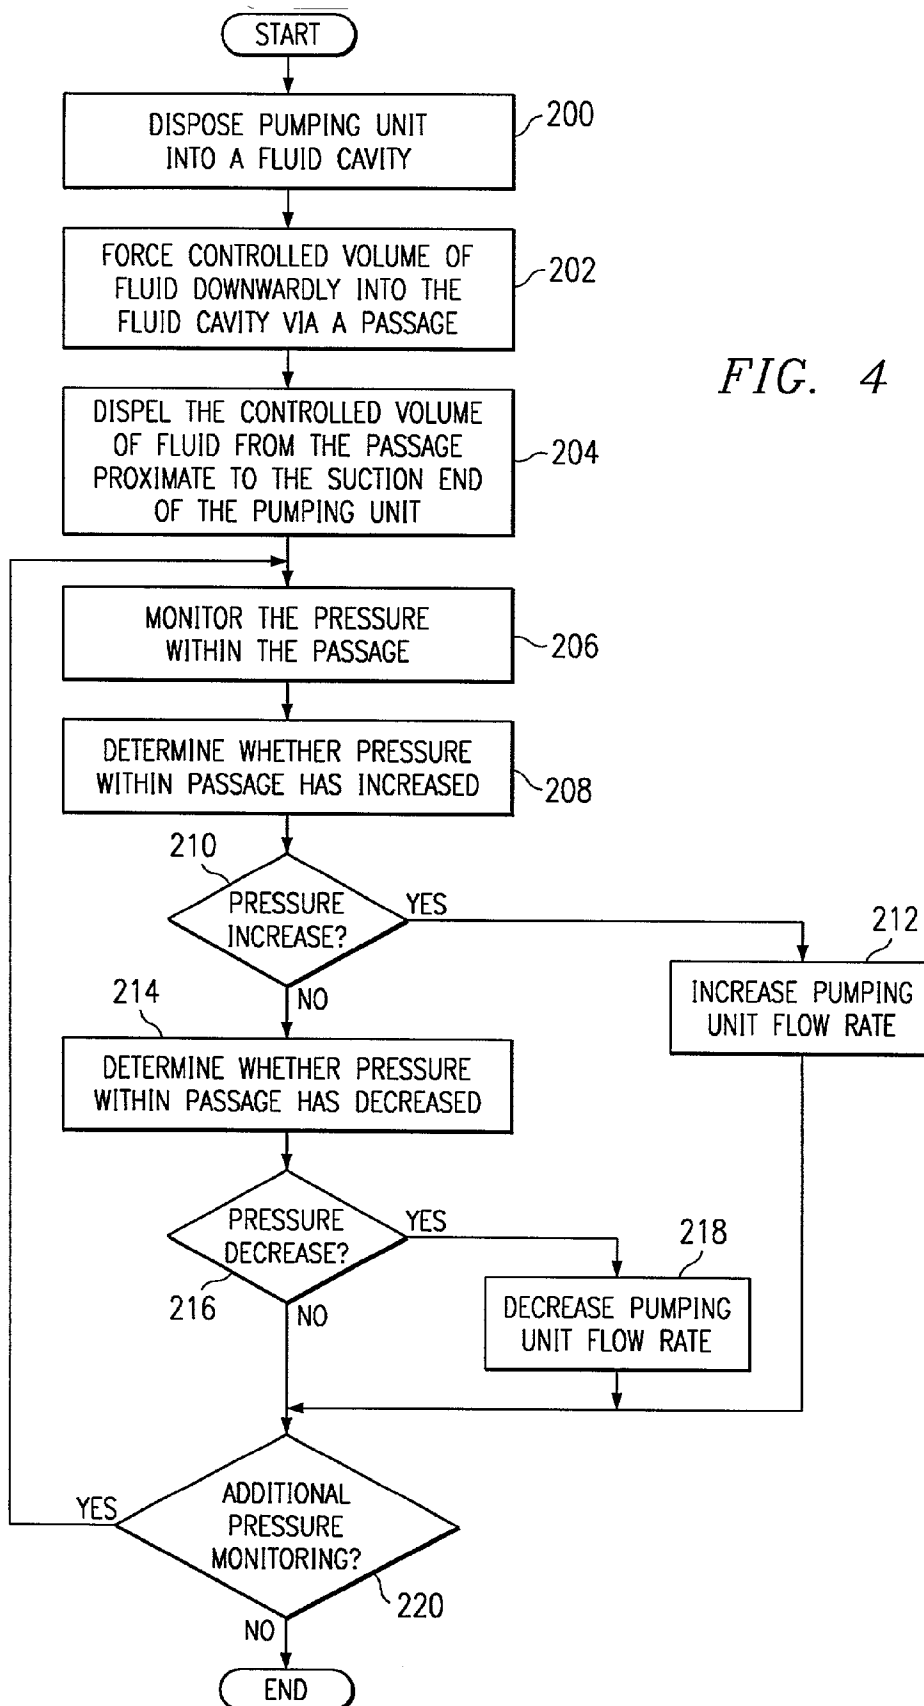 START
DISPOSE PUMPING UNIT
INTO A FLUID CAVITY
200
FORCE CONTROLLED VOLUME OF
FLUID DOWNWARDLY INTO THE
FLUID CAVITY VIA A PASSAGE
202
FIG. 4
DISPEL THE CONTROLLED VOLUME
OF FLUID FROM THE PASSAGE
PROXIMATE TO THE SUCTION END
OF THE PUMPING UNIT
204
MONITOR THE PRESSURE
WITHIN THE PASSAGE
206
DETERMINE WHETHER PRESSURE
WITHIN PASSAGE HAS INCREASED
208
210
PRESSURE
INCREASE?
YES
NO
212
INCREASE PUMPING
UNIT FLOW RATE
214
DETERMINE WHETHER PRESSURE
WITHIN PASSAGE HAS DECREASED
PRESSURE
DECREASE?
YES
216
NO
218
DECREASE PUMPING
UNIT FLOW RATE
YES
ADDITIONAL
PRESSURE
MONITORING?
220
NO
END